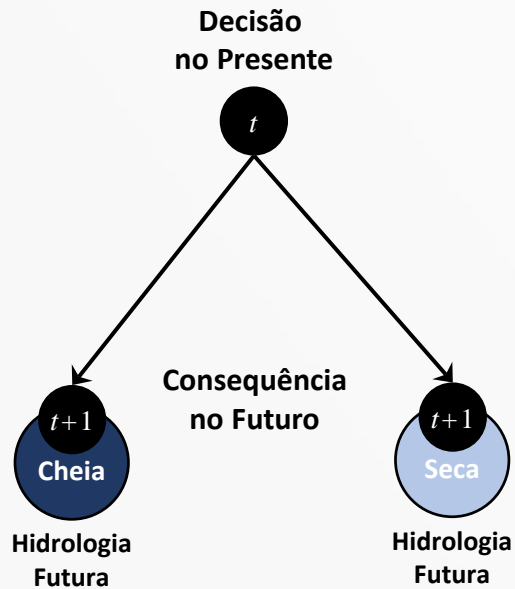 Decisão
no Presente
t
Consequência
no Futuro
t+1
Cheia
Hidrologia
Futura
t+1
Seca
Hidrologia
Futura